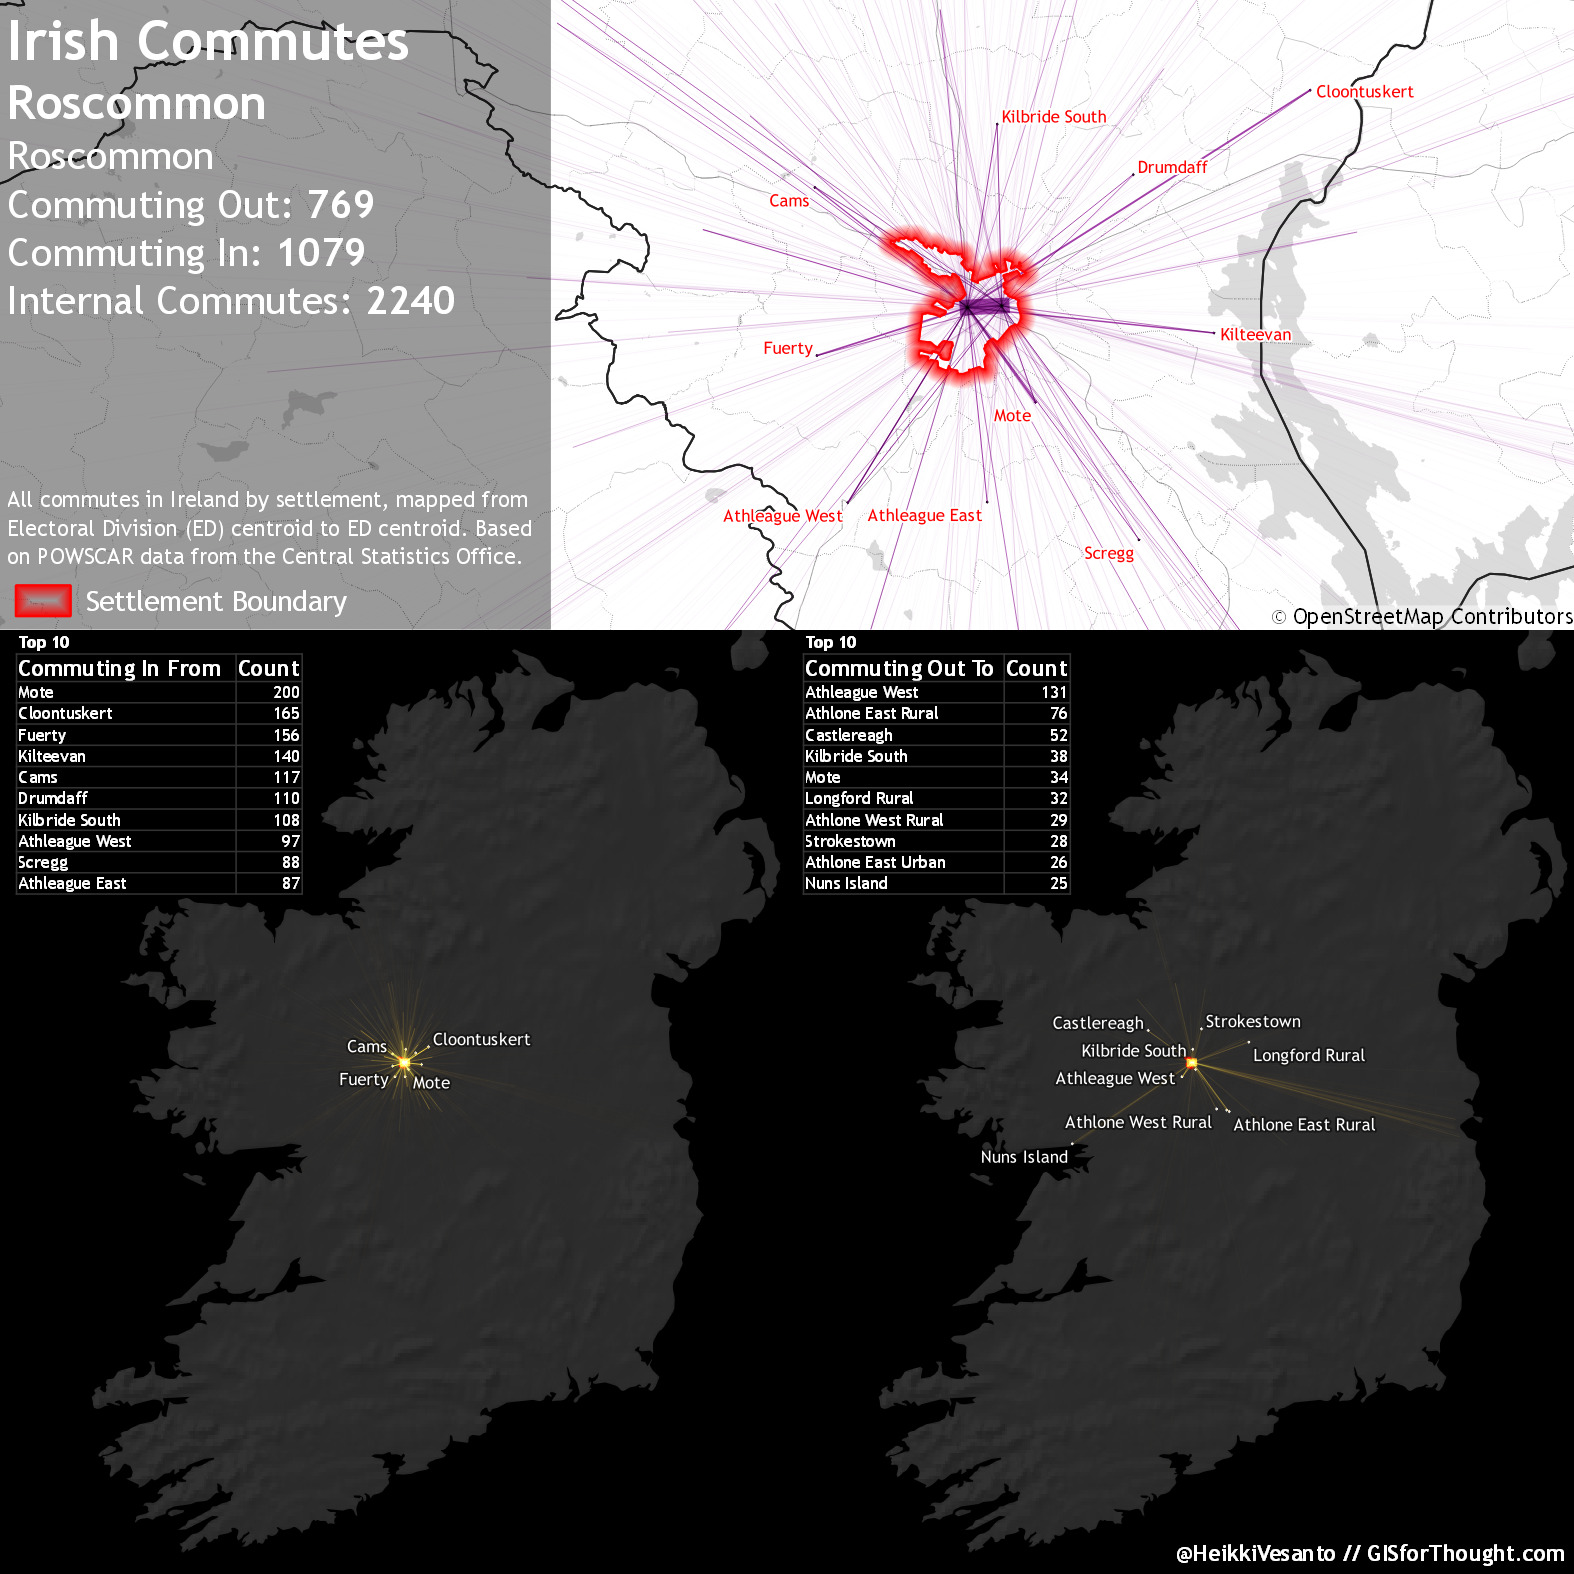 Irish Commutes
Roscommon
Roscommon
Commuting Out: 769
Commuting In: 1079
Internal Commutes: 2240
All commutes in Ireland by settlement, mapped from
Electoral Division (ED) centroid to ED centroid. Based
on POWSCAR data from the Central Statistics Office.
Settlement Boundary
Cloontuskert
Kilbride South
Drumdaff
Cams
Kilteevan
Fuerty
Mote
Athleague West
Athleague East
Scregg
© OpenStreetMap Contributors
Top 10
Commuting In From Count
Mote 200
Cloontuskert 165
Fuerty 156
Kilteevan 140
Cams 117
Drumdaff 110
Kilbride South 108
Athleague West 97
Scregg 88
Athleague East 87
Cloontuskert
Cams
Fuerty
Mote
Top 10
Commuting Out To Count
Athleague West 131
Athlone East Rural 76
Castlereagh 52
Kilbride South 38
Mote 34
Longford Rural 32
Athlone West Rural 29
Strokestown 28
Athlone East Urban 26
Nuns Island 25
Castlereagh
Strokestown
Kilbride South
Longford Rural
Athleague West
Athlone West Rural
Athlone East Rural
Nuns Island
@HeikkiVesanto // GISforThought.com